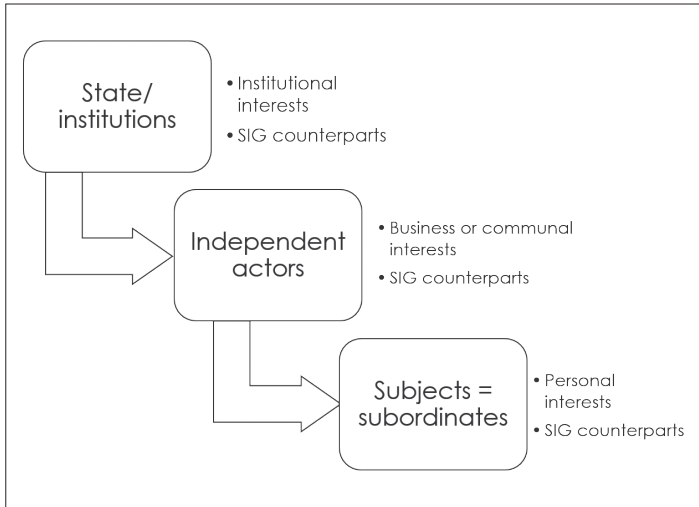 State/
institutions
• Institutional
interests
• SIG counterparts
Independent
actors
• Business or communal
interests
• SIG counterparts
Subjects =
subordinates
• Personal
interests
• SIG counterparts